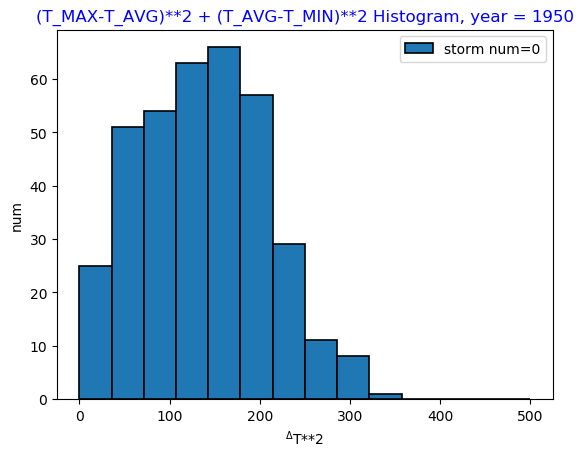 (T_MAX-T_AVG)**2 + (T_AVG-T_MIN)**2 Histogram, year = 1950
storm num=0
num
60
50
40
30
20
10
0
0 100 200 300 400 500
ΔT**2